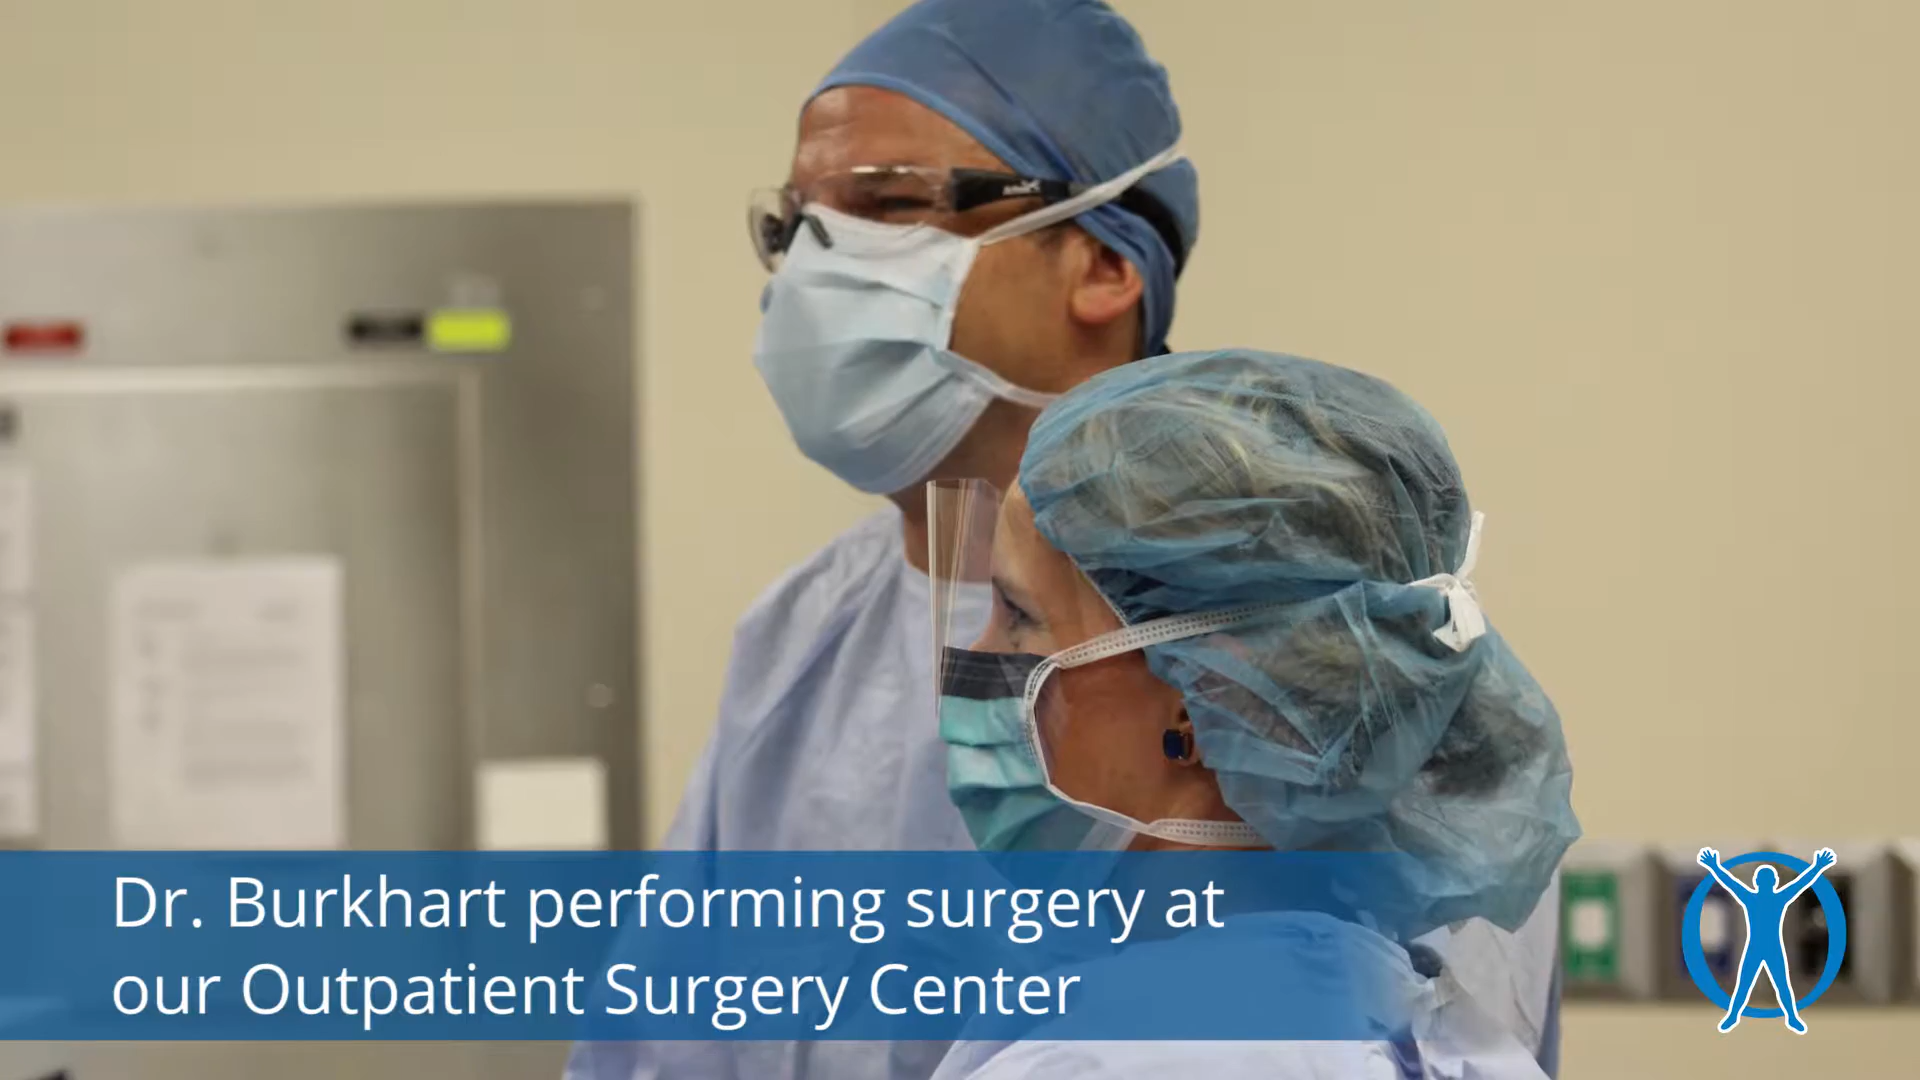 Dr. Burkhart performing surgery at
our Outpatient Surgery Center